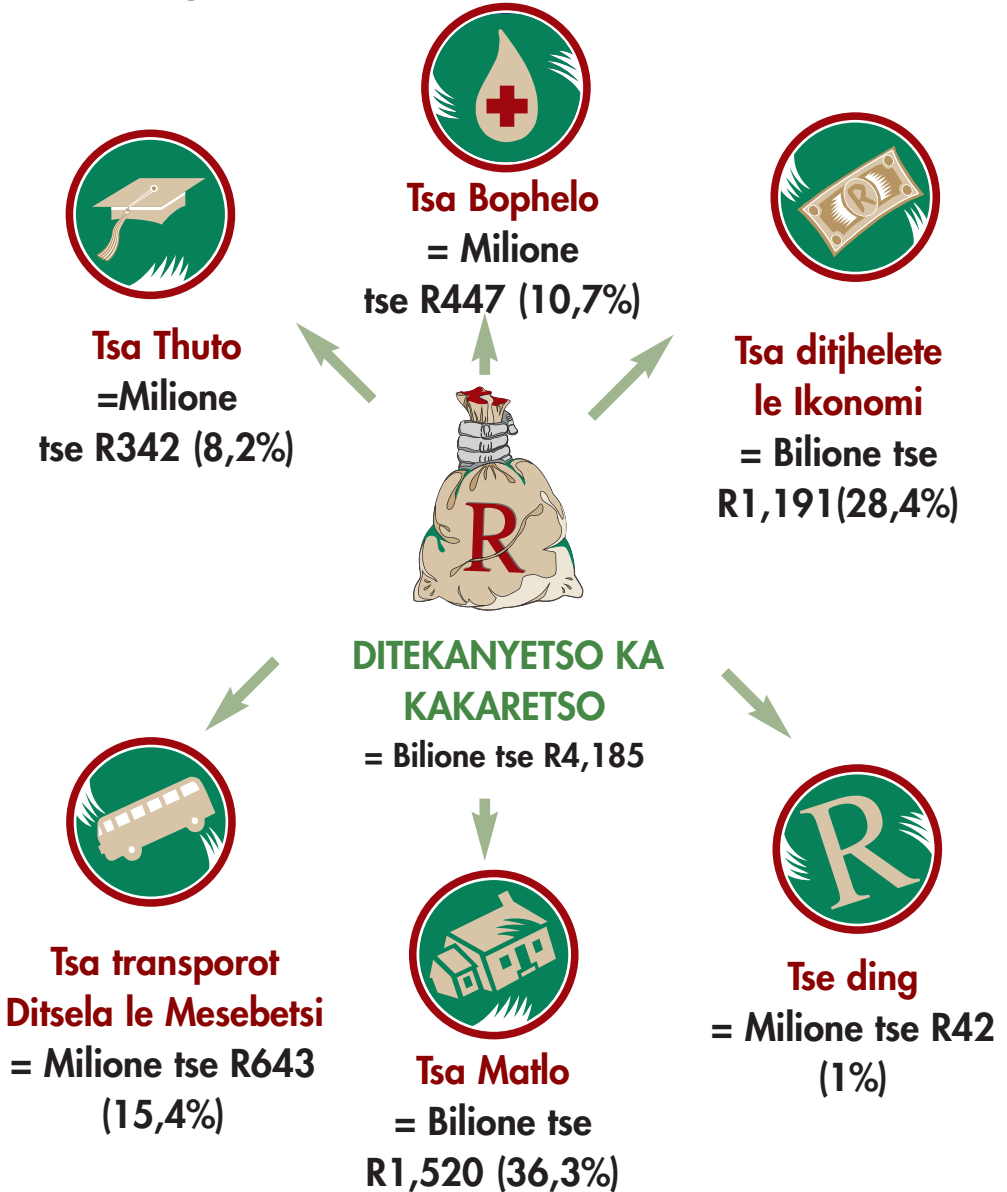 Tsa Bophelo
= Milione
tse R447 (10,7%)
Tsa Thuto
=Milione
tse R342 (8,2%)
Tsa ditjhelete
le Ikonomi
= Bilione tse
R1,191(28,4%)
R
R
DITEKANYETSO KA
KAKARETSO
= Bilione tse R4,185
R
Tsa transporot
Ditsela le Mesebetsi
= Milione tse R643
(15,4%)
Tsa Matlo
= Bilione tse
R1,520 (36,3%)
Tse ding
= Milione tse R42
(1%)